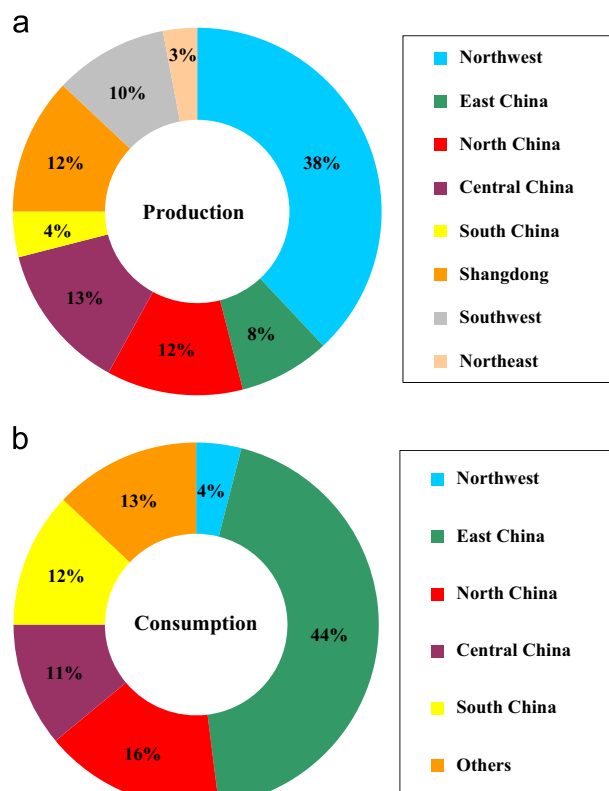 a
3%
10%
38%
12%
Production
4%
13%
8%
12%
Northwest
East China
North China
Central China
South China
Shangdong
Southwest
Northeast
b
4%
13%
12%
Consumption
44%
11%
16%
Northwest
East China
North China
Central China
South China
Others